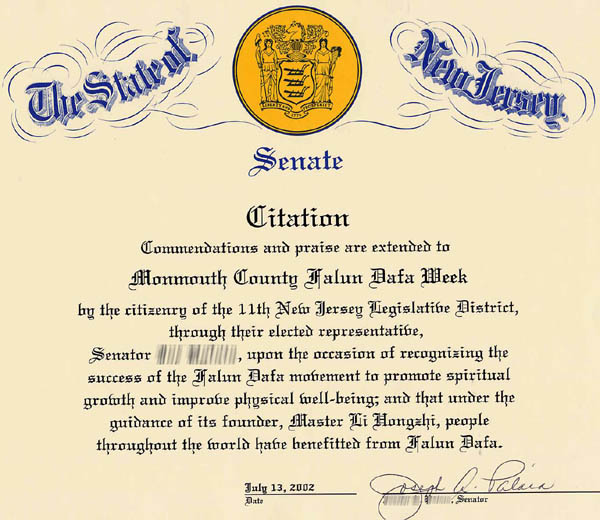 The State of New Jersey.
Senate
Citation
Commendations and praise are extended to
Monmouth County Falun Dafa Week
by the citizenry of the 11th New Jersey Legislative District,
through their elected representative,
Senator , upon the occasion of recognizing the
success of the Falun Dafa movement to promote spiritual
growth and improve physical well-being; and that under the
guidance of its founder, Master Li Hongzhi, people
throughout the world have benefitted from Falun Dafa.
July 13, 2002
Joseph A. Palaia
Date
, Senator